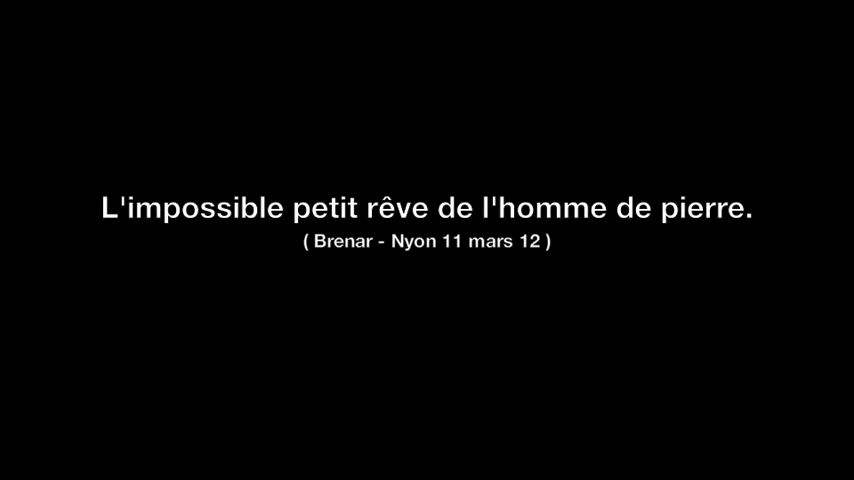 L'impossible petit rêve de l'homme de pierre.
( Brenar - Nyon 11 mars 12 )